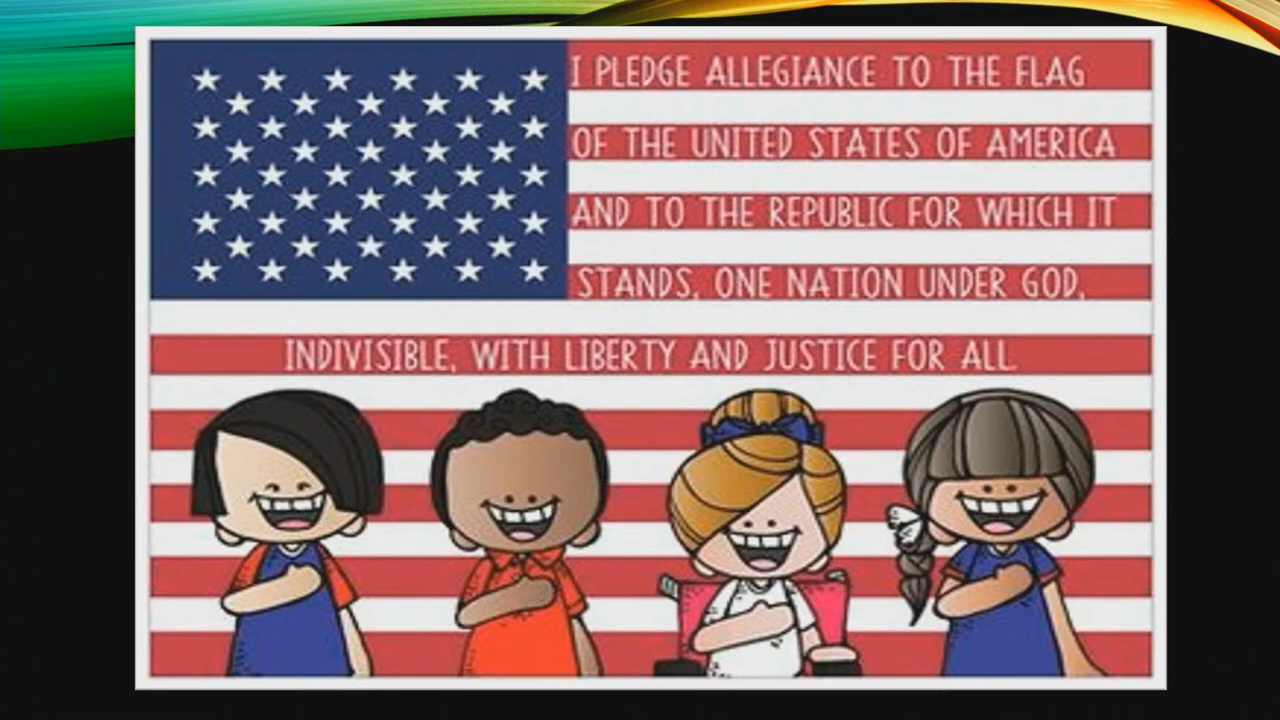 I PLEDGE ALLEGIANCE TO THE FLAG
OF THE UNITED STATES OF AMERICA
AND TO THE REPUBLIC FOR WHICH IT
STANDS, ONE NATION UNDER GOD,
INDIVISIBLE, WITH LIBERTY AND JUSTICE FOR ALL.